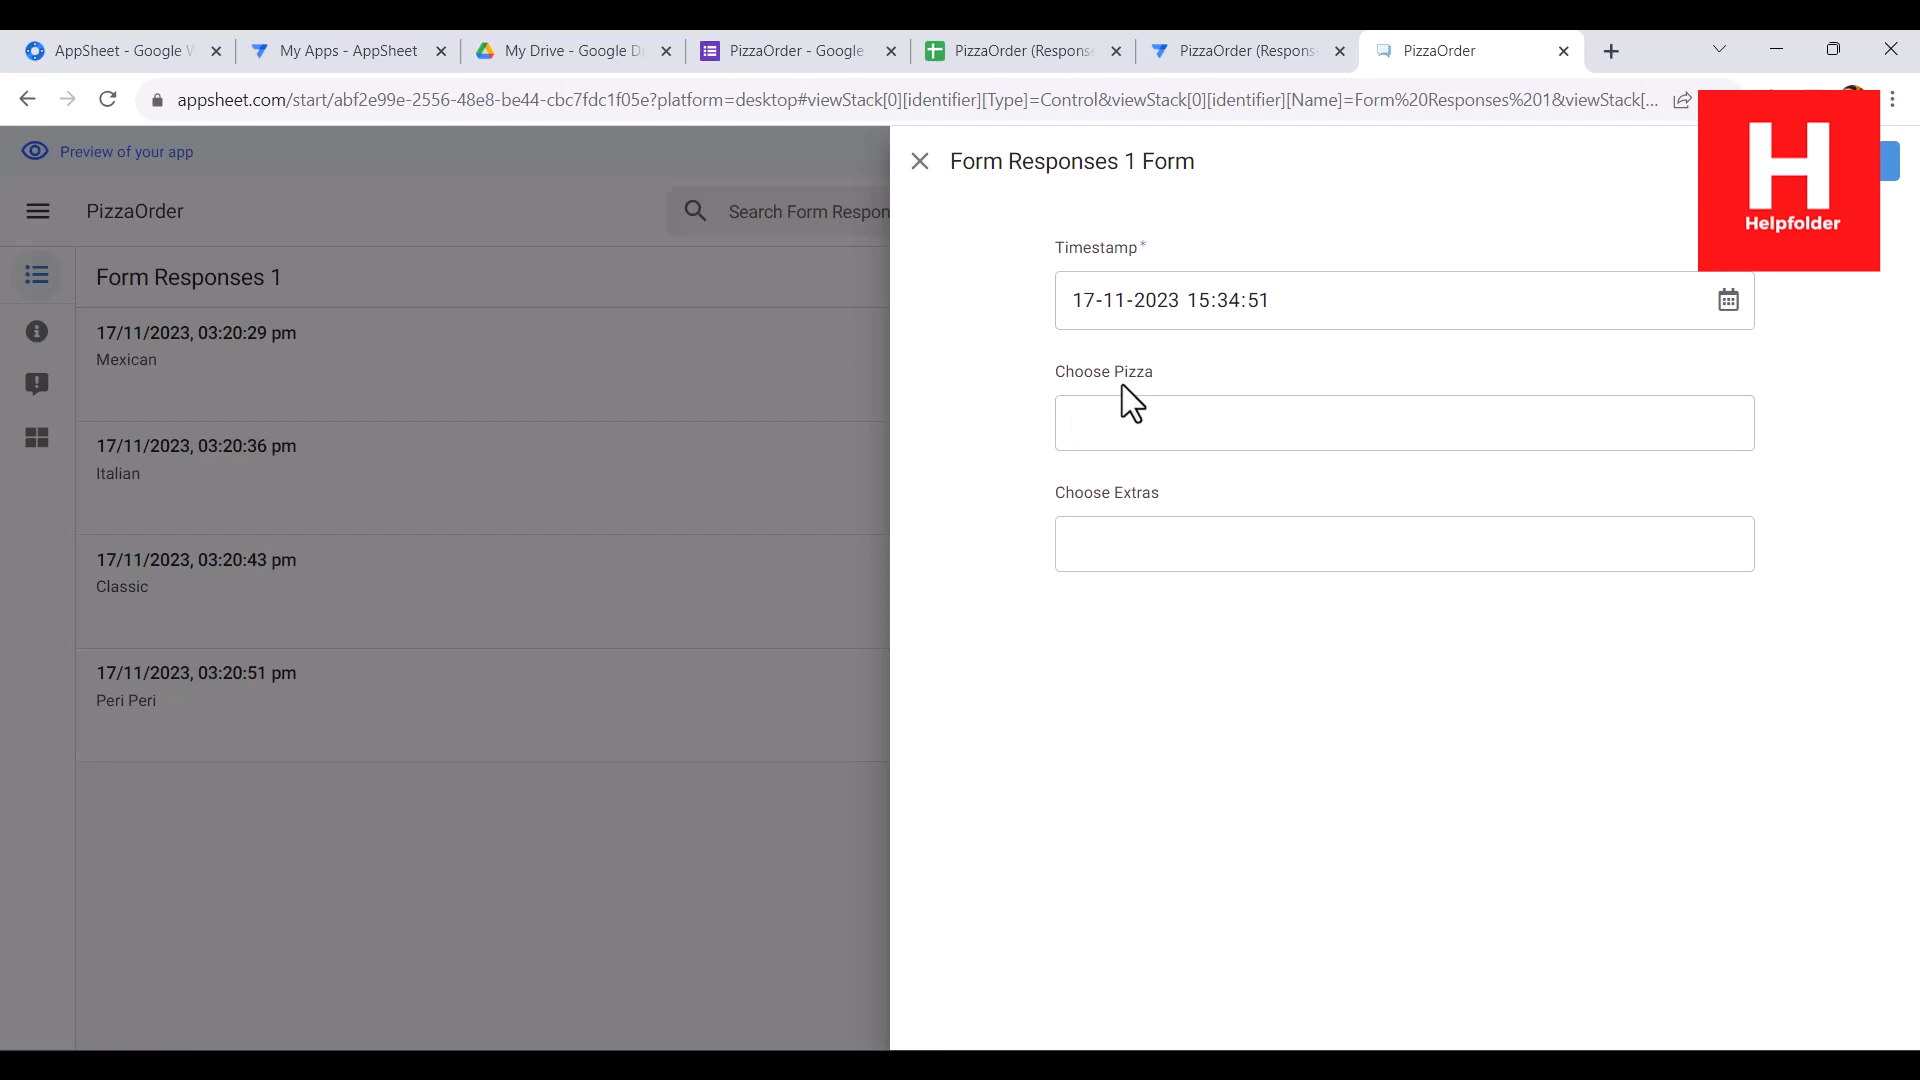 AppSheet - Google W
My Apps - AppSheet
My Drive - Google D
PizzaOrder - Google
PizzaOrder (Respons
PizzaOrder (Respons
PizzaOrder
appsheet.com/start/abf2e99e-2556-48e8-be44-cbc7fdc1f05e?platform=desktop#viewStack[0][identifier][Type]=Control&viewStack[0][identifier][Name]=Form%20Responses%201&viewStack[...
H
Helpfolder
Preview of your app
PizzaOrder
Search Form Respon
Form Responses 1
17/11/2023, 03:20:29 pm
Mexican
17/11/2023, 03:20:36 pm
Italian
17/11/2023, 03:20:43 pm
Classic
17/11/2023, 03:20:51 pm
Peri Peri
Form Responses 1 Form
Timestamp*
17-11-2023 15:34:51
Choose Pizza
Choose Extras